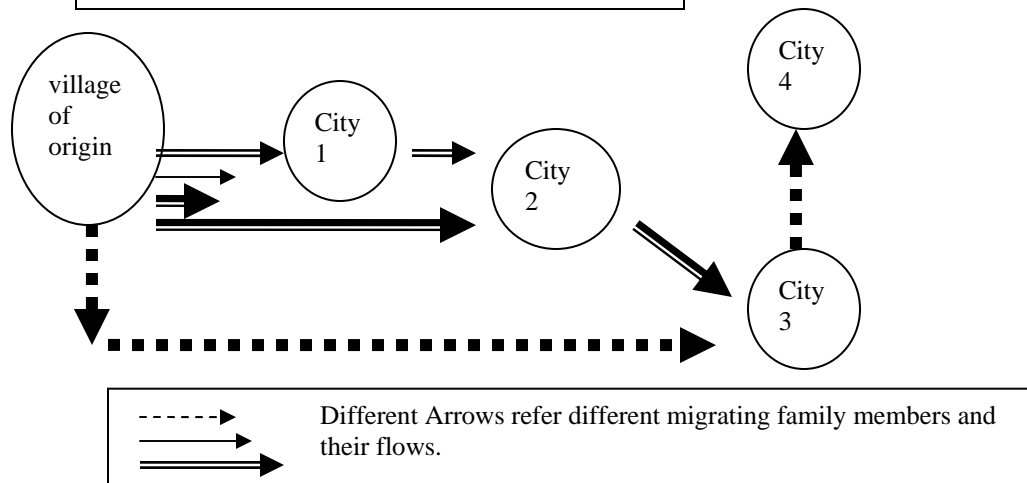 village
of
origin
City
1
City
2
City
4
City
3
Different Arrows refer different migrating family members and
their flows.